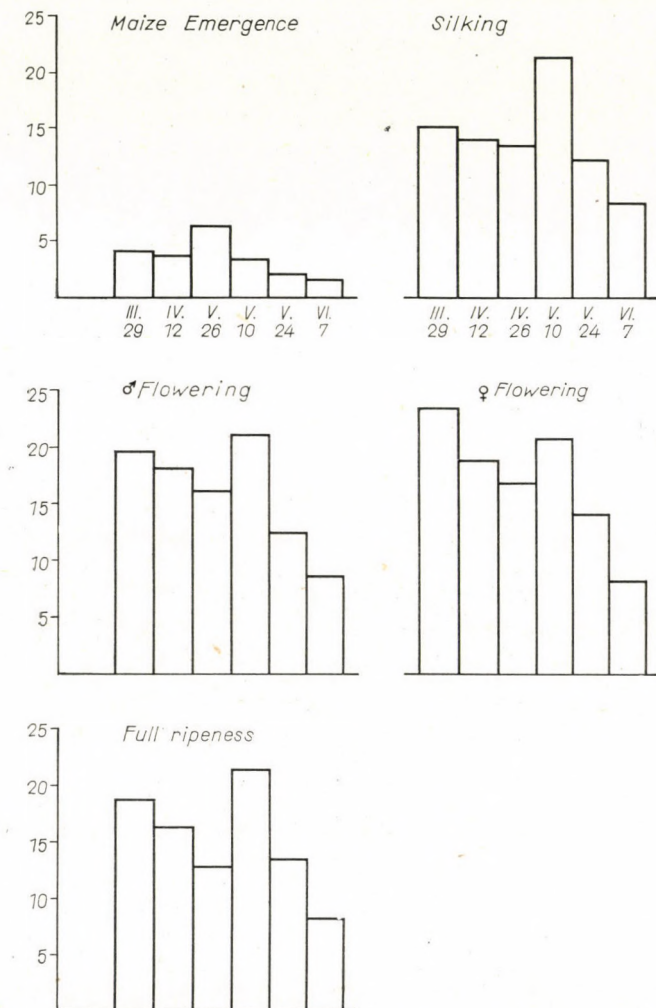 Maize Emergence
25
20
15
10
5
III. IV. V. V. V. VI.
29 12 26 10 24 7
Silking
III. IV. IV. V. V. VI.
29 12 26 10 24 7
♂ Flowering
25
20
15
10
5
♀ Flowering
Full ripeness
25
20
15
10
5